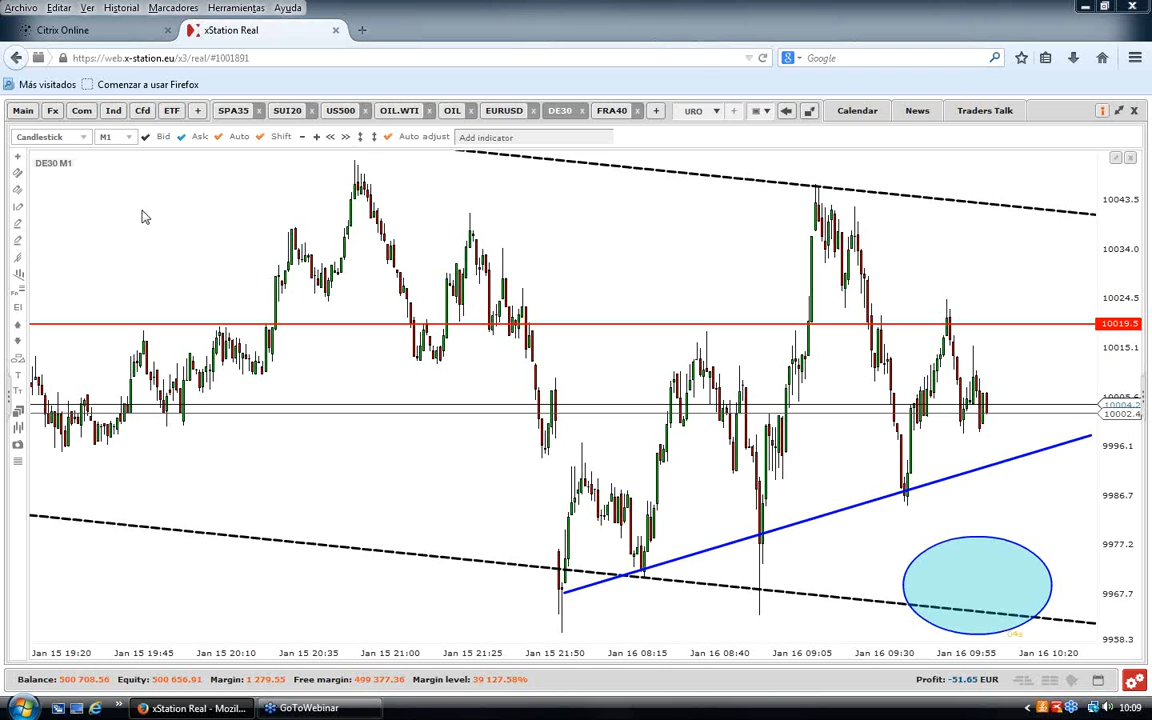 Archivo Editar Ver Historial Marcadores Herramientas Ayuda
Citrix Online × xStation Real × +
https://web.x-station.eu/x3/real/#1001891 Google
Más visitados Comenzar a usar Firefox
Main Fx Com Ind Cfd ETF + SPA35 × SUI20 × US500 × OIL.WTI × OIL × EURUSD × DE30 × FRA40 × + URO Calendar News Traders Talk
Candlestick M1 Bid Ask Auto Shift Auto adjust Add indicator
DE30 M1
10043.5
10034.0
10024.5
10019.5
10015.1
10004.2
10002.4
9996.1
9986.7
9977.2
9967.7
9958.3
Jan 15 19:20 Jan 15 19:45 Jan 15 20:10 Jan 15 20:35 Jan 15 21:00 Jan 15 21:25 Jan 15 21:50 Jan 16 08:15 Jan 16 08:40 Jan 16 09:05 Jan 16 09:30 Jan 16 09:55 Jan 16 10:20
Balance: 500 708.56 Equity: 500 656.91 Margin: 1 279.55 Free margin: 499 377.36 Margin level: 39 127.58% Profit: -51.65 EUR
xStation Real - Mozil... GoToWebinar 10:09